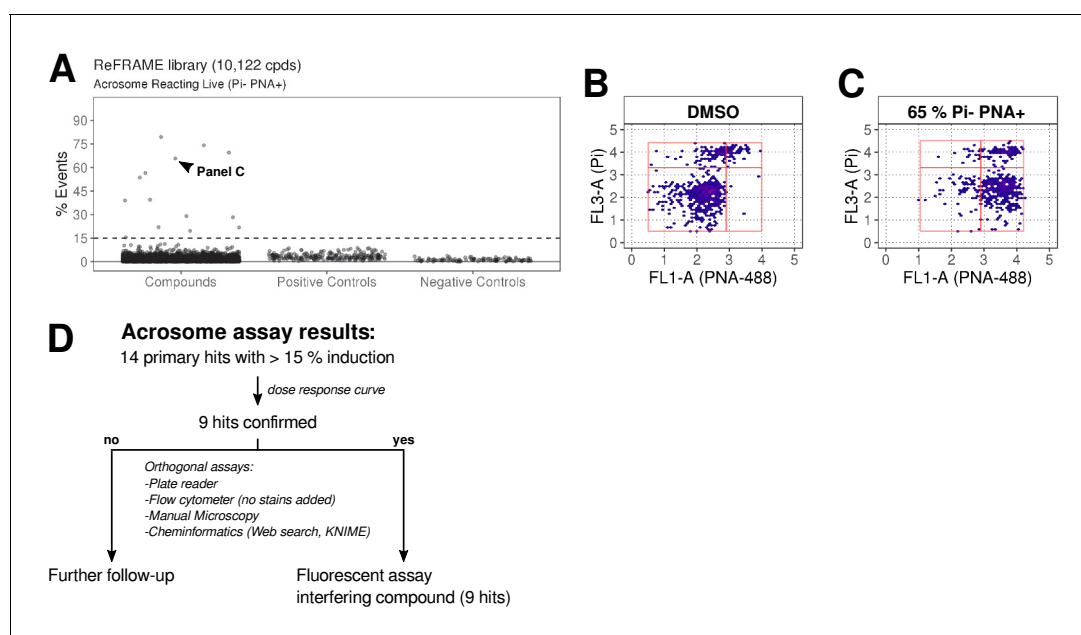 A
ReFRAME library (10,122 cpds)
Acrosome Reacting Live (Pi- PNA+)
% Events
90
75
60
45
30
15
0
Panel C
Compounds
Positive Controls
Negative Controls
B
DMSO
FL3-A (Pi)
5
4
3
2
1
0
0 1 2 3 4 5
FL1-A (PNA-488)
C
65 % Pi- PNA+
FL3-A (Pi)
5
4
3
2
1
0
0 1 2 3 4 5
FL1-A (PNA-488)
D
Acrosome assay results:
14 primary hits with > 15 % induction
dose response curve
9 hits confirmed
no
yes
Orthogonal assays:
-Plate reader
-Flow cytometer (no stains added)
-Manual Microscopy
-Cheminformatics (Web search, KNIME)
Further follow-up
Fluorescent assay
interfering compound (9 hits)